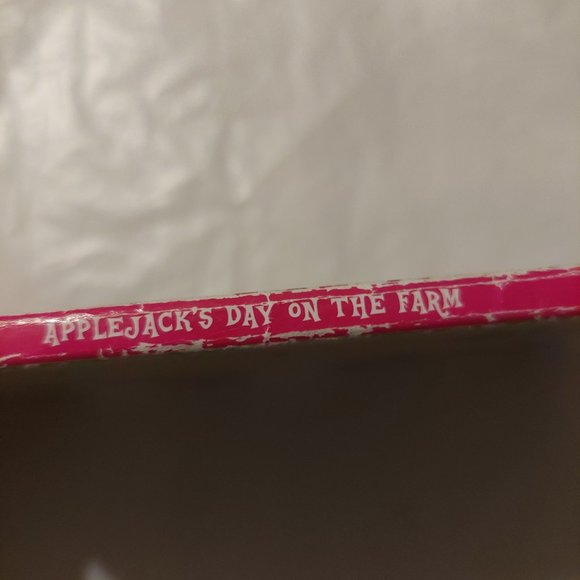 APPLEJACK'S DAY ON THE FARM